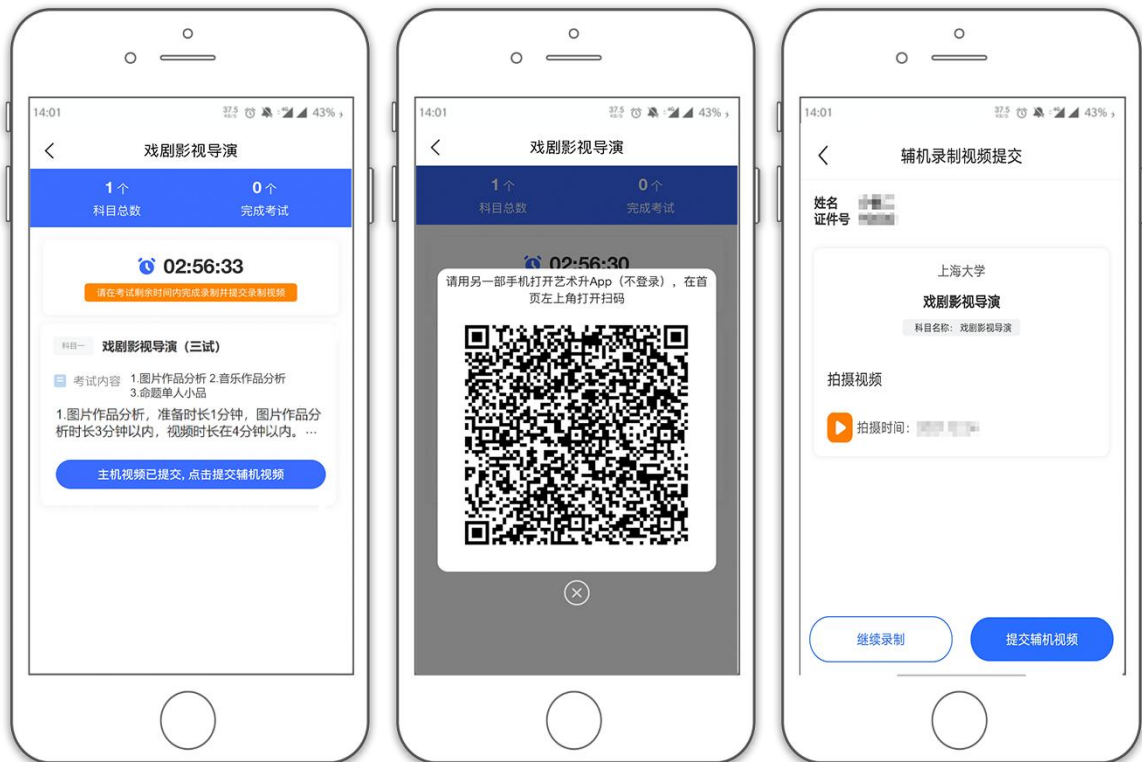 14:01
37.5
KB/S
43%
戏剧影视导演
1个
0个
科目总数
完成考试
02:56:33
请在考试剩余时间内完成录制并提交录制视频
科目一
戏剧影视导演（三试）
考试内容
1.图片作品分析 2.音乐作品分析
3.命题单人小品
1.图片作品分析，准备时长1分钟，图片作品分
析时长3分钟以内，视频时长在4分钟以内。…
主机视频已提交, 点击提交辅机视频
14:01
37.5
KB/S
43%
戏剧影视导演
1个
0个
科目总数
完成考试
02:56:30
请用另一部手机打开艺术升App（不登录），在首
页左上角打开扫码
14:01
37.5
KB/S
43%
辅机录制视频提交
姓名
证件号
上海大学
戏剧影视导演
科目名称：戏剧影视导演
拍摄视频
拍摄时间：
继续录制
提交辅机视频